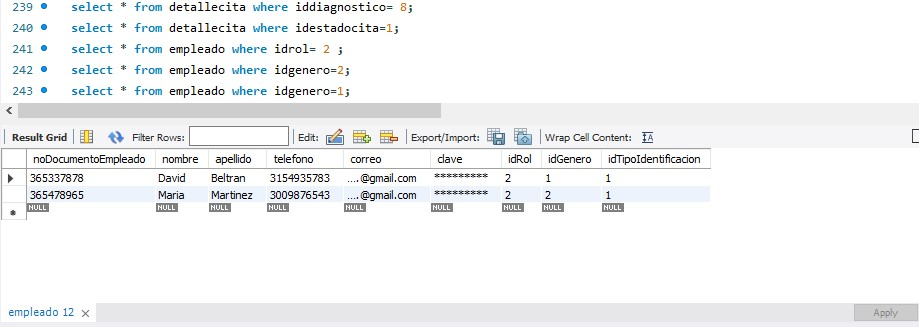 239 select * from detallecita where iddiagnostico= 8;
240 select * from detallecita where idestadocita=1;
241 select * from empleado where idrol= 2 ;
242 select * from empleado where idgenero=2;
243 select * from empleado where idgenero=1;
Result Grid Filter Rows: Edit: Export/Import: Wrap Cell Content:
noDocumentoEmpleado nombre apellido telefono correo clave idRol idGenero idTipoIdentificacion
365337878 David Beltran 3154935783 ....@gmail.com ********* 2 1 1
365478965 Maria Martinez 3009876543 ....@gmail.com ********* 2 2 1
NULL NULL NULL NULL NULL NULL NULL NULL NULL
empleado 12 Apply